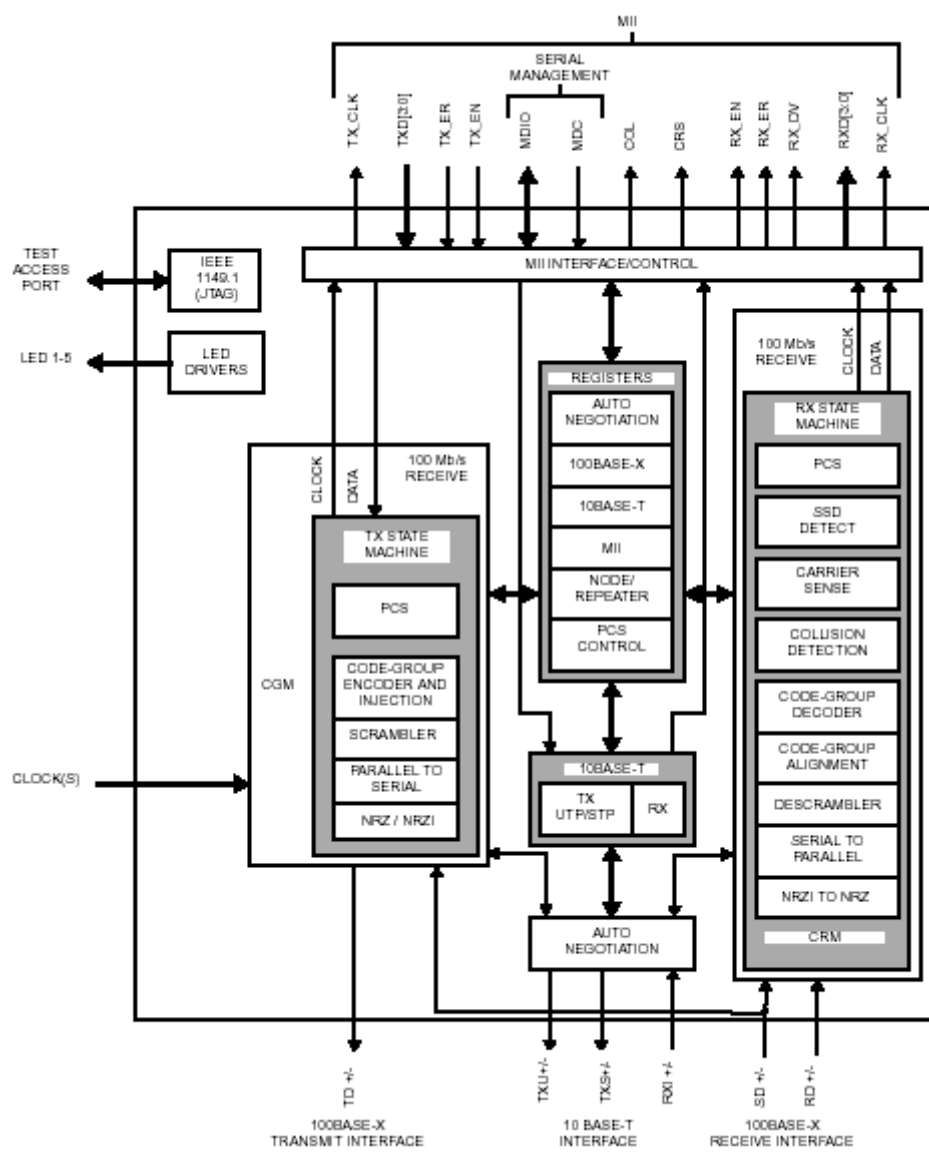 MII
SERIAL
MANAGEMENT
TX_CLK
TXD[3:0]
TX_ER
TX_EN
MDIO
MDC
COL
CRS
RX_EN
RX_ER
RX_DV
RXD[3:0]
RX_CLK
TEST
ACCESS
PORT
IEEE
1149.1
(JTAG)
MII INTERFACE/CONTROL
LED 1-5
LED
DRIVERS
100 Mb/s
RECEIVE
CLOCK
DATA
REGISTERS
AUTO
NEGOTIATION
100BASE-X
10BASE-T
MII
NODE/
REPEATER
PCS
CONTROL
RX STATE
MACHINE
PCS
SSD
DETECT
CARRIER
SENSE
COLLISION
DETECTION
CODE-GROUP
DECODER
CODE-GROUP
ALIGNMENT
DESCRAMBLER
SERIAL TO
PARALLEL
NRZI TO NRZ
CRM
100 Mb/s
RECEIVE
CLOCK
DATA
TX STATE
MACHINE
PCS
CGM
CODE-GROUP
ENCODER AND
INJECTION
SCRAMBLER
PARALLEL TO
SERIAL
NRZ / NRZI
CLOCK(S)
10BASE-T
TX
UTP/STP
RX
AUTO
NEGOTIATION
TD +/-
TXU+/-
TXS+/-
RXI +/-
SD +/-
RD +/-
100BASE-X
TRANSMIT INTERFACE
10 BASE-T
INTERFACE
100BASE-X
RECEIVE INTERFACE